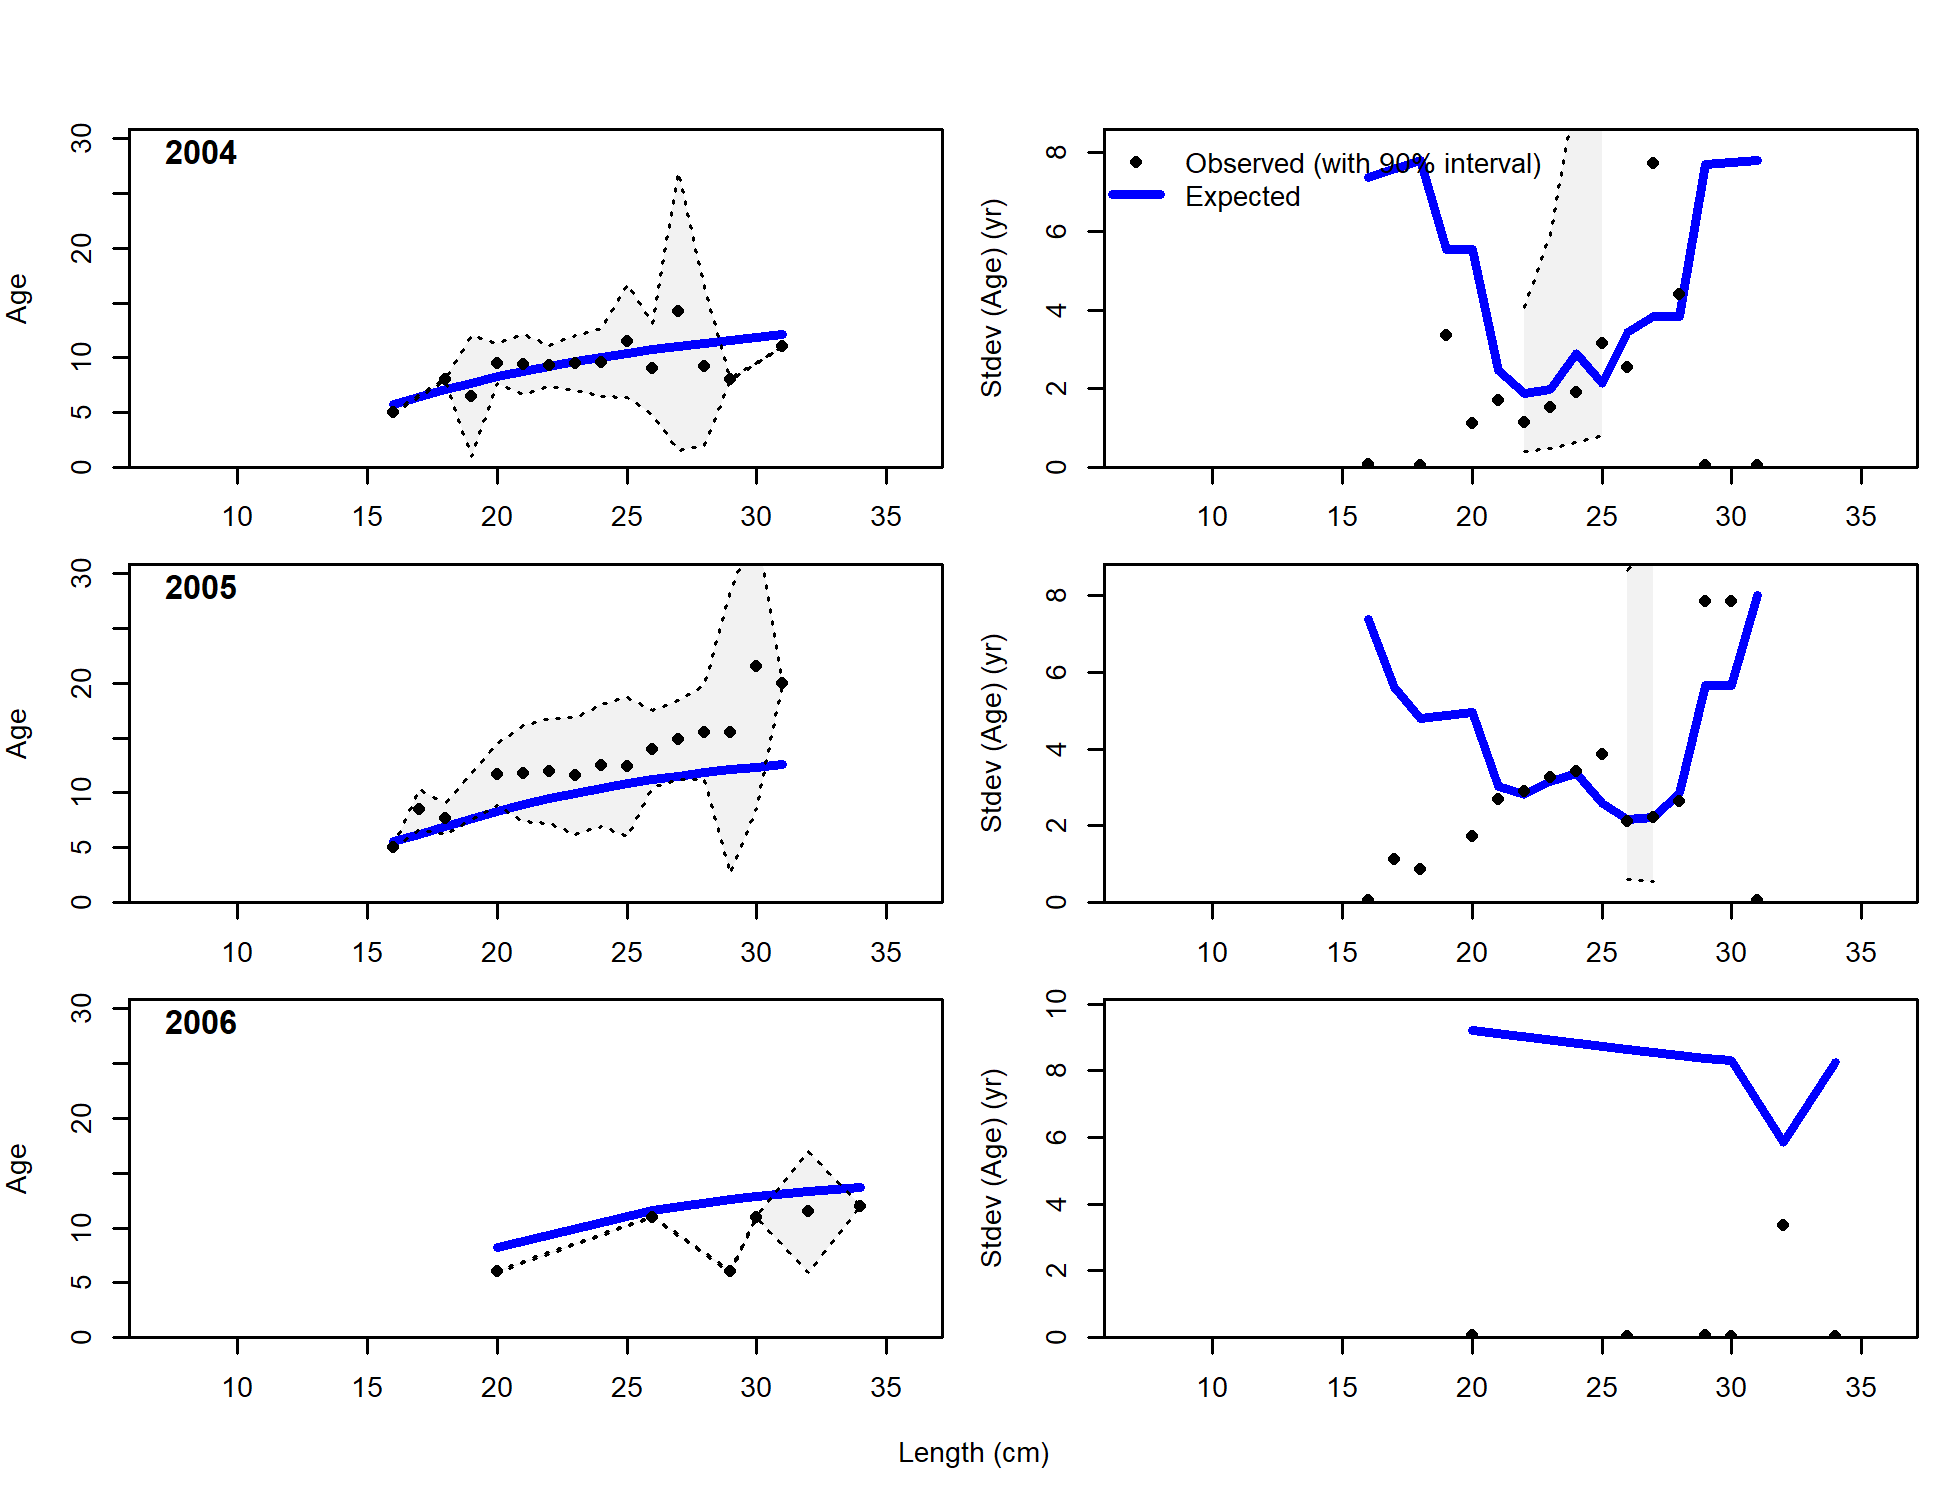 2004
Age
0 5 10 20 30
10 15 20 25 30 35
Observed (with 90% interval)
Expected
Stdev (Age) (yr)
0 2 4 6 8
10 15 20 25 30 35
2005
Age
0 5 10 20 30
10 15 20 25 30 35
Stdev (Age) (yr)
0 2 4 6 8
10 15 20 25 30 35
2006
Age
0 5 10 20 30
10 15 20 25 30 35
Stdev (Age) (yr)
0 2 4 6 8 10
10 15 20 25 30 35
Length (cm)